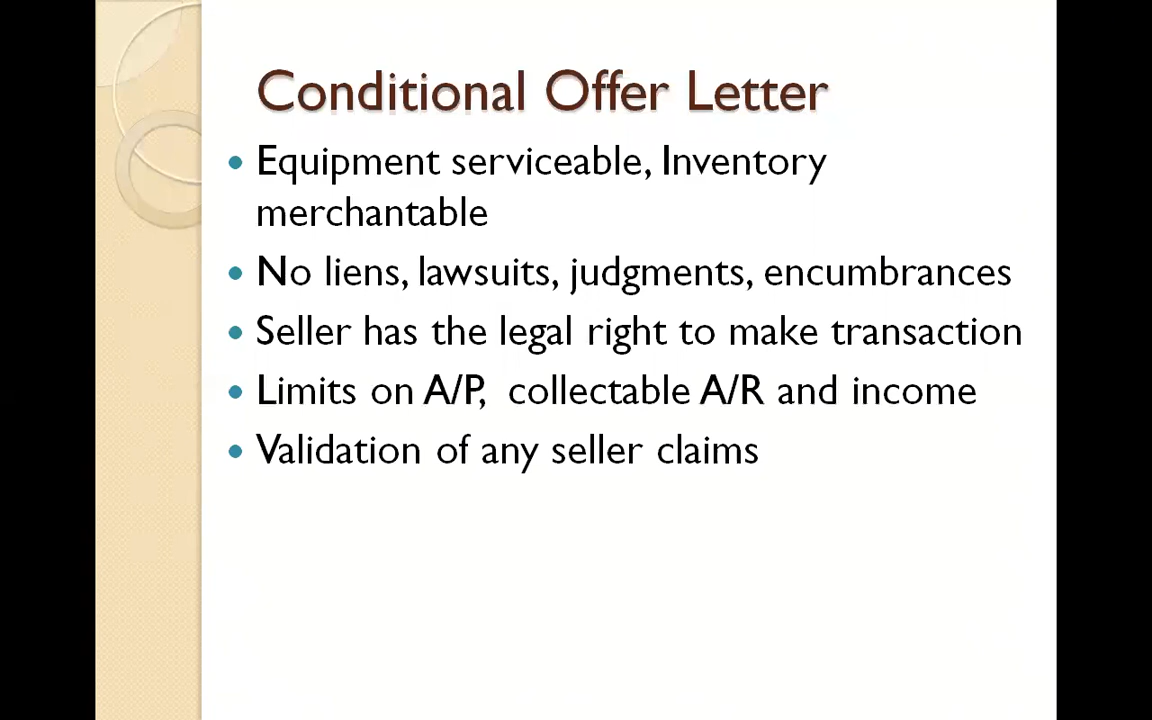 Conditional Offer Letter
• Equipment serviceable, Inventory
merchantable
• No liens, lawsuits, judgments, encumbrances
• Seller has the legal right to make transaction
• Limits on A/P,  collectable A/R and income
• Validation of any seller claims